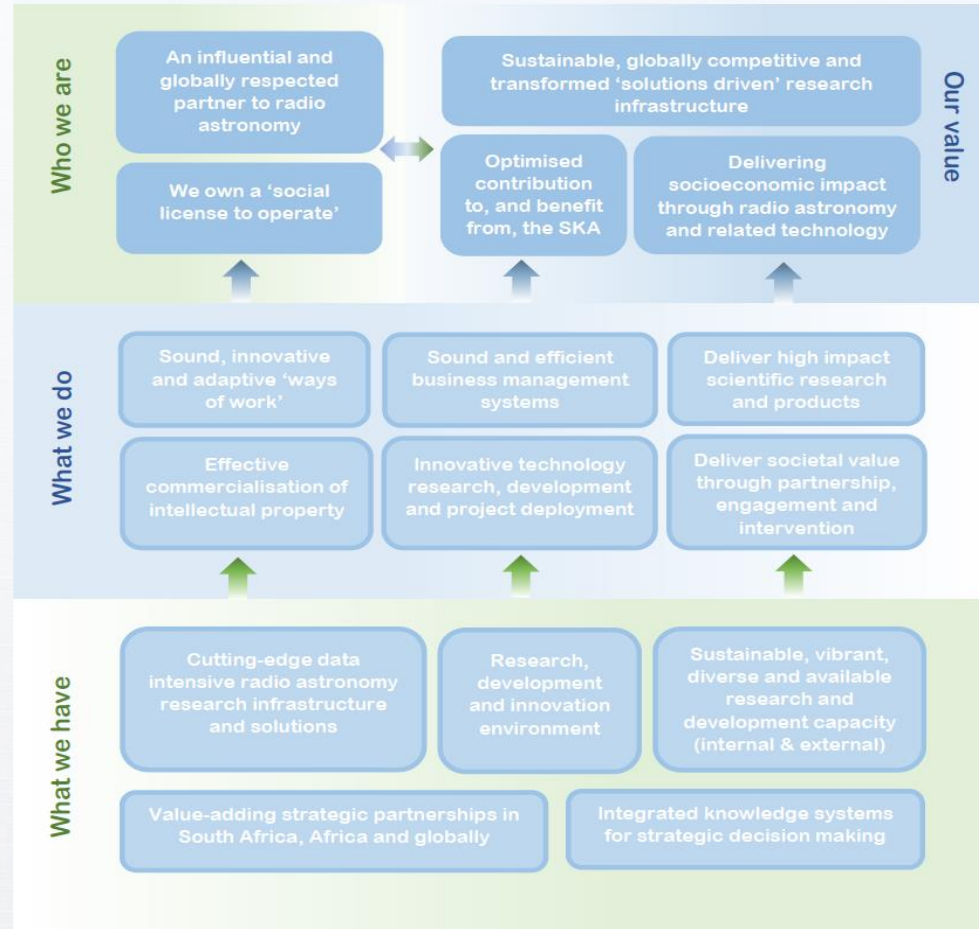 Who we are
An influential and
globally respected
partner to radio
astronomy
We own a ‘social
license to operate’
Sustainable, globally competitive and
transformed ‘solutions driven’ research
infrastructure
Optimised
contribution
to, and benefit
from, the SKA
Delivering
socioeconomic impact
through radio astronomy
and related technology
Our value
What we do
Sound, innovative
and adaptive ‘ways
of work’
Sound and efficient
business management
systems
Deliver high impact
scientific research
and products
Effective
commercialisation of
intellectual property
Innovative technology
research, development
and project deployment
Deliver societal value
through partnership,
engagement and
intervention
What we have
Cutting-edge data
intensive radio astronomy
research infrastructure
and solutions
Research,
development
and innovation
environment
Sustainable, vibrant,
diverse and available
research and
development capacity
(internal & external)
Value-adding strategic partnerships in
South Africa, Africa and globally
Integrated knowledge systems
for strategic decision making